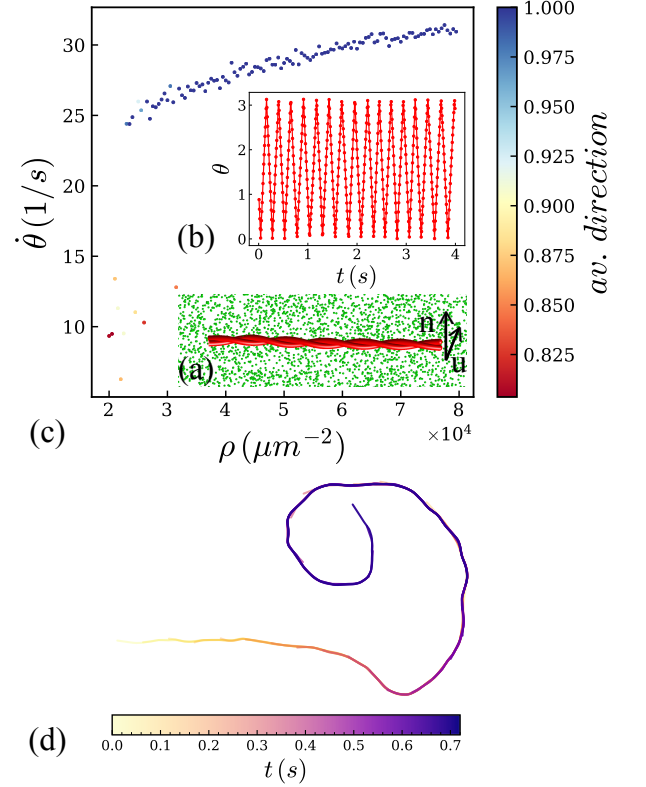 30
25
15
10
θ̇ (1/s)
3
2
1
0
θ
0 1 2 3 4
t (s)
(b)
(a)
n
u
2 3 4 5 6 7 8
×10⁴
ρ (μm⁻²)
(c)
1.000
0.975
0.950
0.925
0.900
0.875
0.850
0.825
av. direction
(d)
0.0 0.1 0.2 0.3 0.4 0.5 0.6 0.7
t (s)